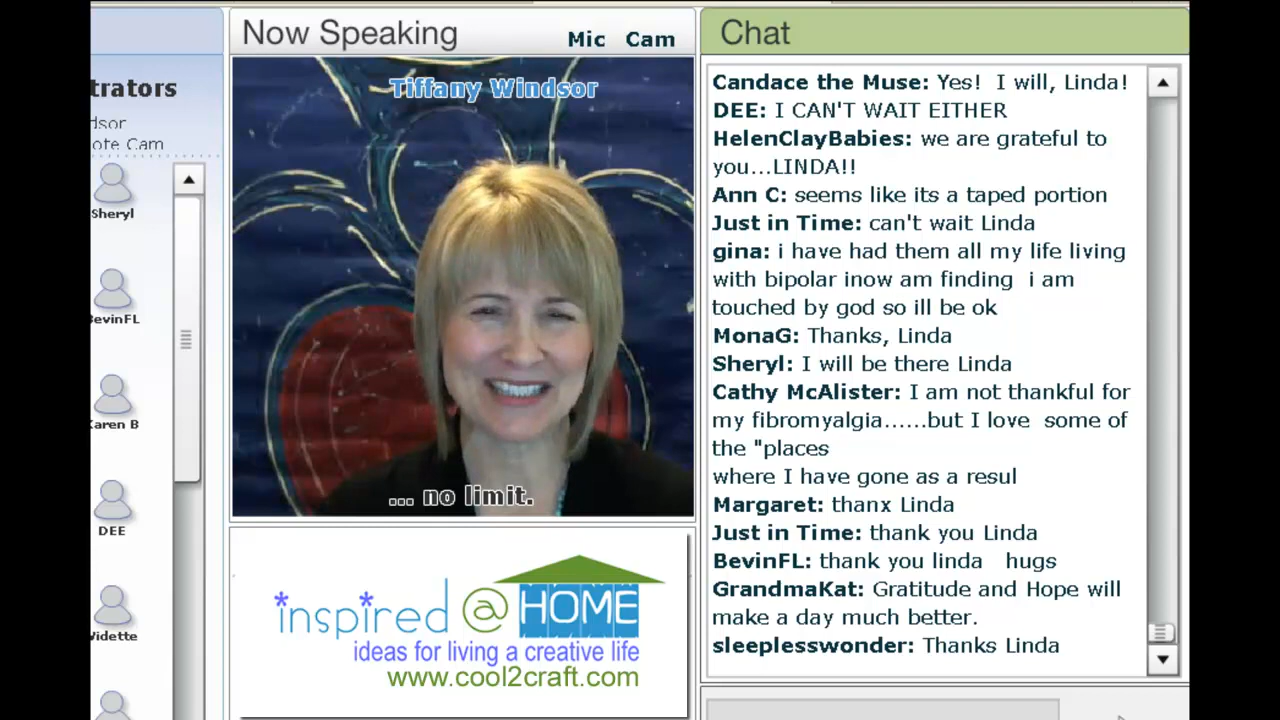 Now Speaking
Mic Cam
Chat
trators
dsor
ote Cam
Sheryl
BevinFL
Karen B
DEE
Vidette
Tiffany Windsor
... no limit.
*inspired* @ HOME
ideas for living a creative life
www.cool2craft.com
Candace the Muse: Yes! I will, Linda!
DEE: I CAN'T WAIT EITHER
HelenClayBabies: we are grateful to
you...LINDA!!
Ann C: seems like its a taped portion
Just in Time: can't wait Linda
gina: i have had them all my life living
with bipolar inow am finding i am
touched by god so ill be ok
MonaG: Thanks, Linda
Sheryl: I will be there Linda
Cathy McAlister: I am not thankful for
my fibromyalgia......but I love some of
the "places
where I have gone as a resul
Margaret: thanx Linda
Just in Time: thank you Linda
BevinFL: thank you linda hugs
GrandmaKat: Gratitude and Hope will
make a day much better.
sleeplesswonder: Thanks Linda